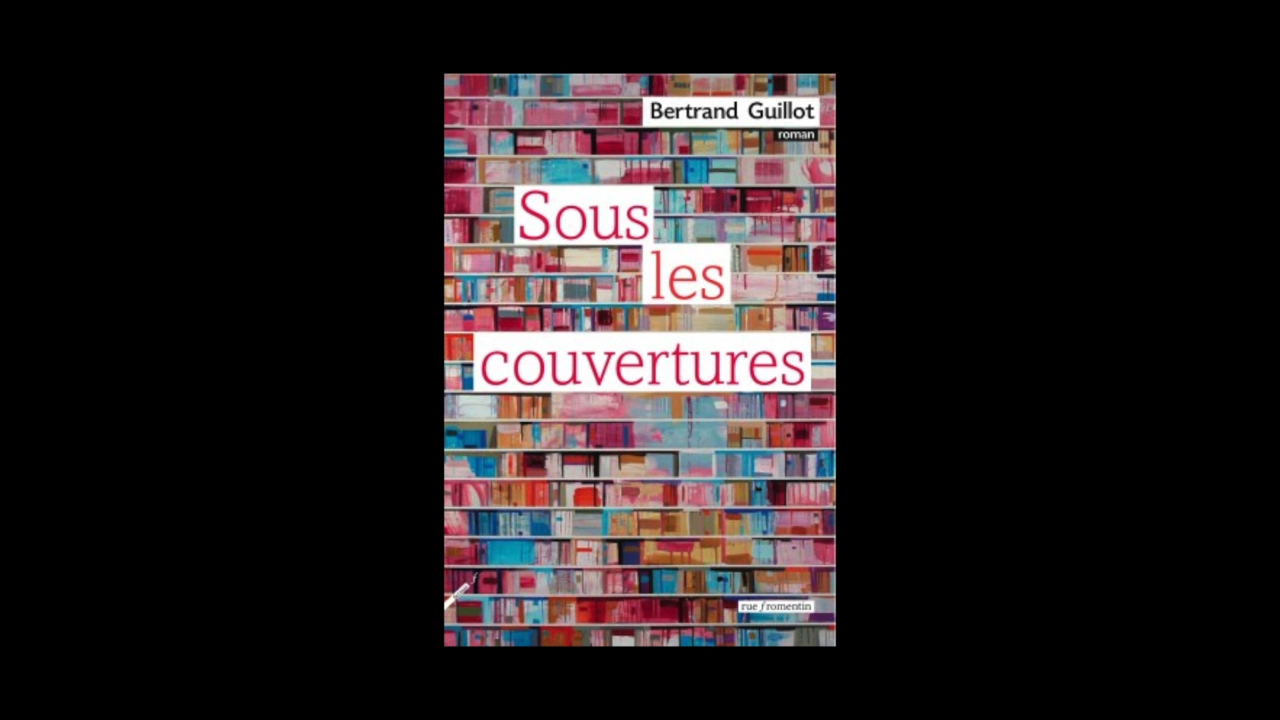 Bertrand Guillot
roman
Sous
les
couvertures
rue fromentin